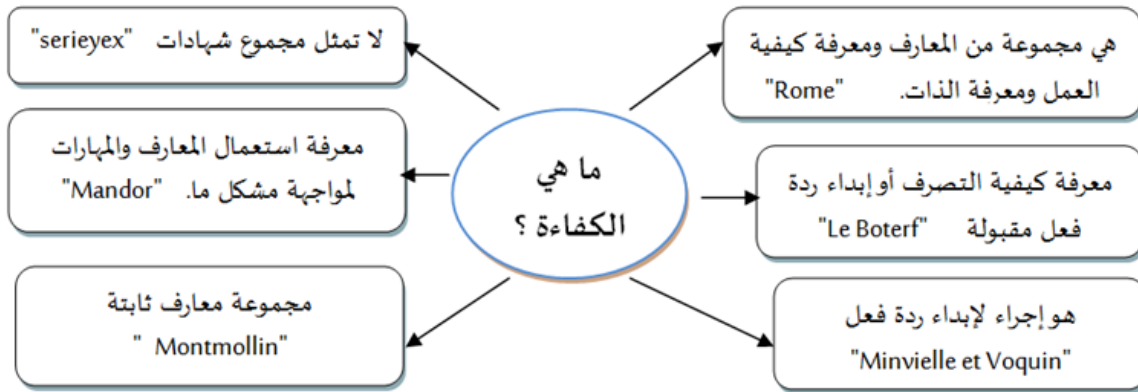 هي مجموعة من المعارف ومعرفة كيفية
العمل ومعرفة الذات. "Rome"
لا تمثل مجموع شهادات "serieyex"
معرفة كيفية التصرف أو إبداء ردة
فعل مقبولة "Le Boterf"
ما هي
الكفاءة ؟
معرفة استعمال المعارف والمهارات
لمواجهة مشكل ما. "Mandor"
هو إجراء لإبداء ردة فعل
"Minvielle et Voquin"
مجموعة معارف ثابتة
" Montmollin"